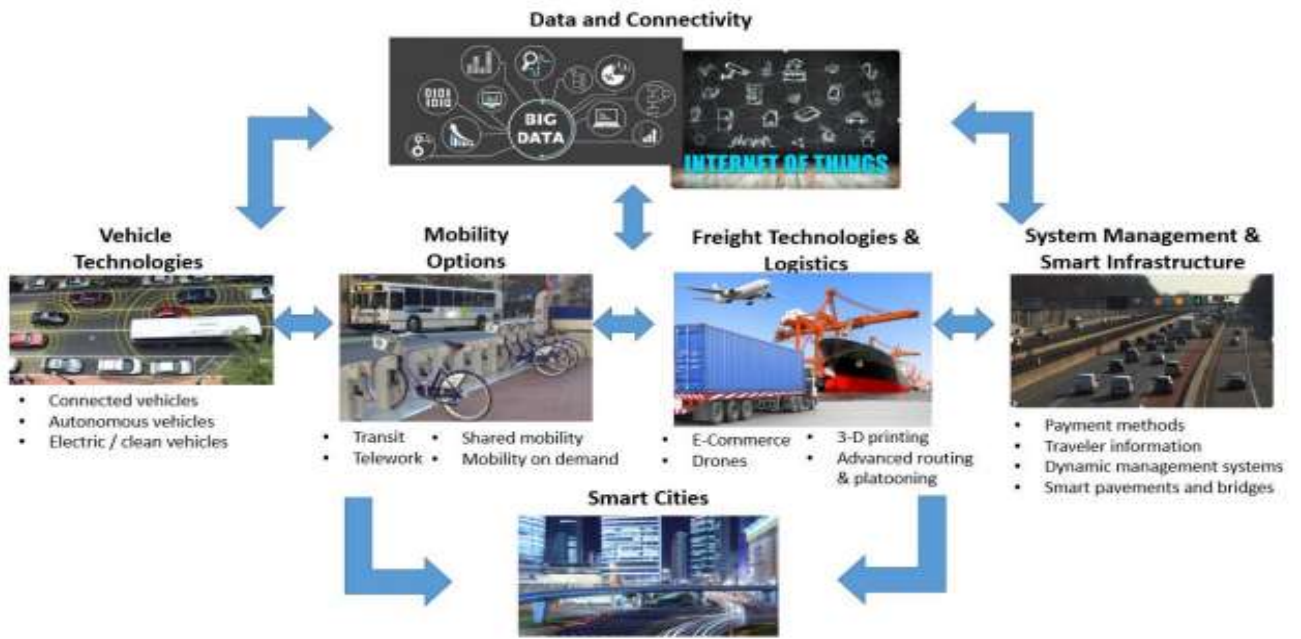 Data and Connectivity
0101
1010
BIG
DATA
INTERNET OF THINGS
Vehicle
Technologies
• Connected vehicles
• Autonomous vehicles
• Electric / clean vehicles
Mobility
Options
• Transit
• Telework
• Shared mobility
• Mobility on demand
Freight Technologies &
Logistics
• E-Commerce
• Drones
• 3-D printing
• Advanced routing
& platooning
System Management &
Smart Infrastructure
• Payment methods
• Traveler information
• Dynamic management systems
• Smart pavements and bridges
Smart Cities